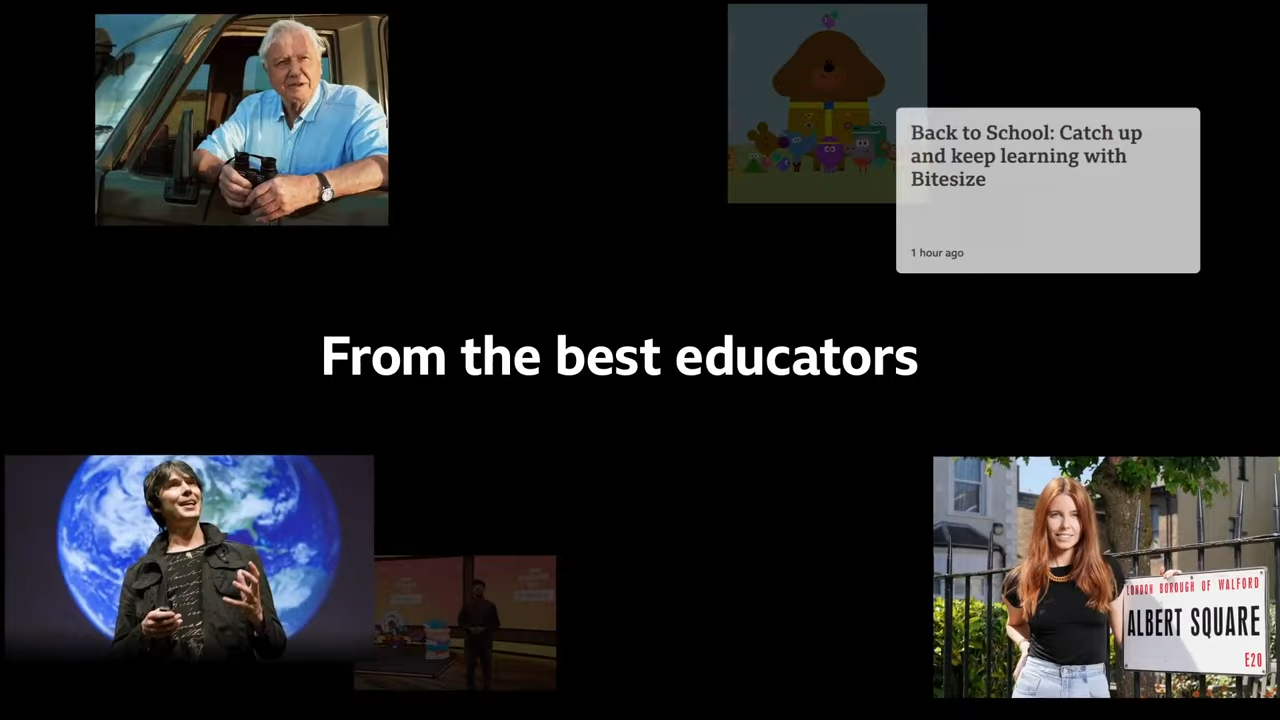 Back to School: Catch up
and keep learning with
Bitesize
1 hour ago
From the best educators
LONDON BOROUGH OF WALFORD
ALBERT SQUARE
E20